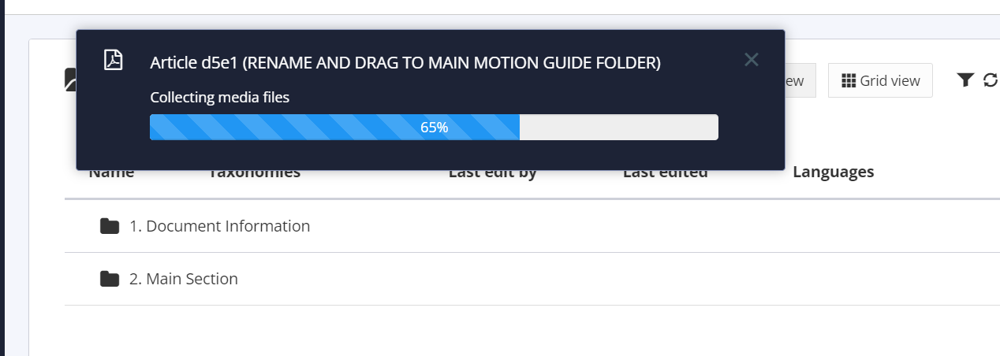 Article d5e1 (RENAME AND DRAG TO MAIN MOTION GUIDE FOLDER)
Collecting media files
65%
ew
Grid view
Name Taxonomies Last edit by Last edited Languages
1. Document Information
2. Main Section